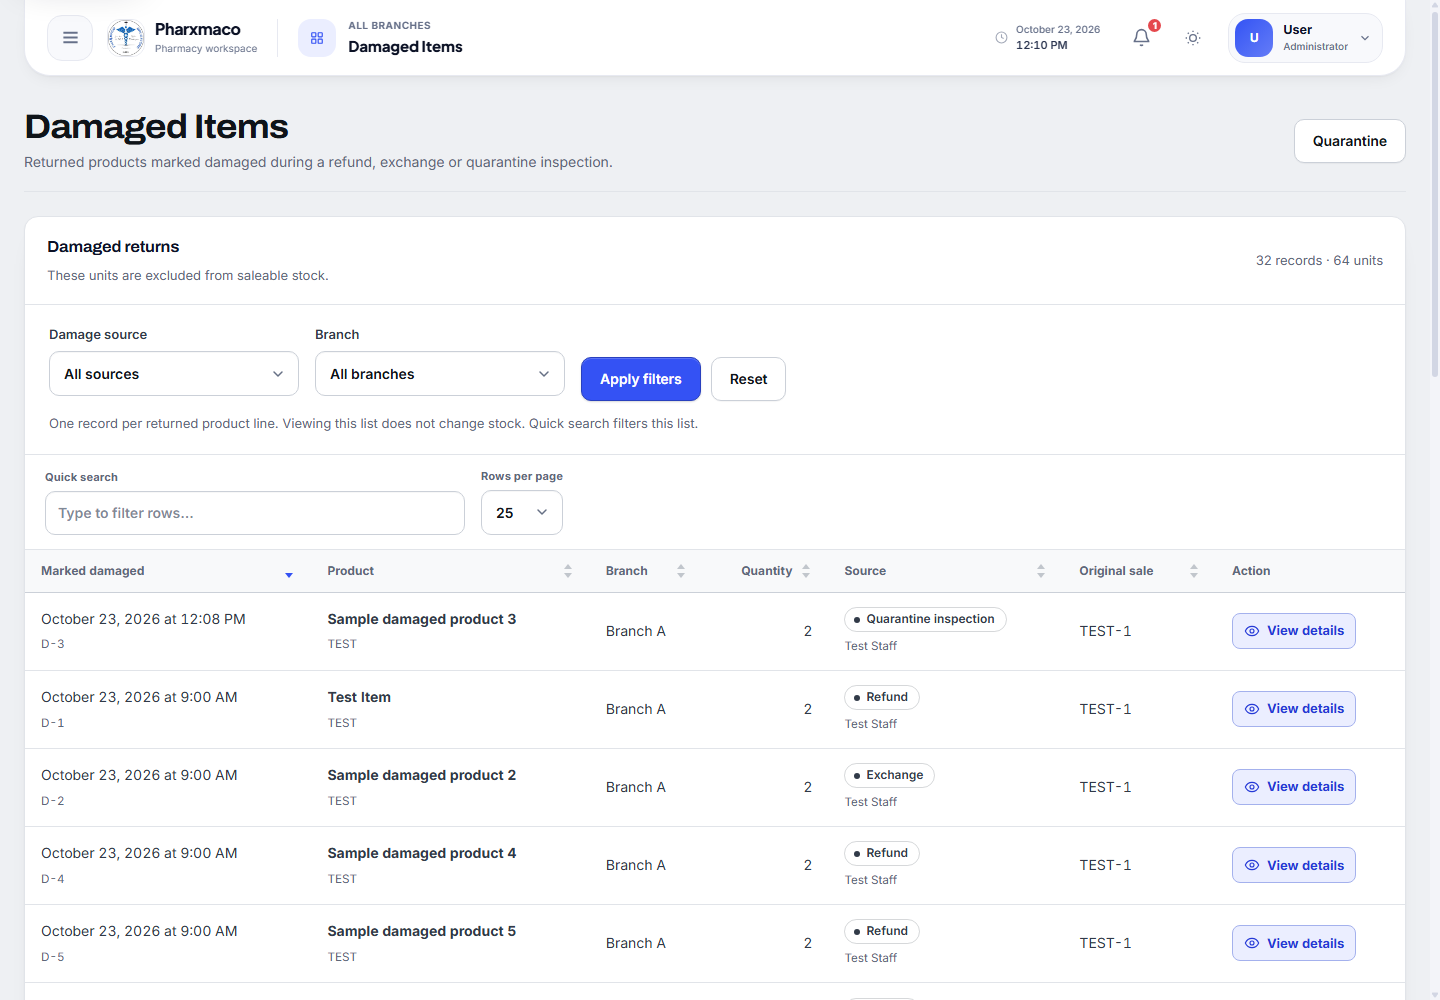 Pharxmaco
Pharmacy workspace
ALL BRANCHES
Damaged Items
October 23, 2026
12:10 PM
1
U
User
Administrator
Damaged Items
Returned products marked damaged during a refund, exchange or quarantine inspection.
Quarantine
Damaged returns
These units are excluded from saleable stock.
32 records · 64 units
Damage source
Branch
All sources
All branches
Apply filters
Reset
One record per returned product line. Viewing this list does not change stock. Quick search filters this list.
Quick search
Rows per page
Type to filter rows...
25
Marked damaged Product Branch Quantity Source Original sale Action
October 23, 2026 at 12:08 PM Sample damaged product 3 Branch A 2 Quarantine inspection TEST-1 View details
D-3 TEST Test Staff
October 23, 2026 at 9:00 AM Test Item Branch A 2 Refund TEST-1 View details
D-1 TEST Test Staff
October 23, 2026 at 9:00 AM Sample damaged product 2 Branch A 2 Exchange TEST-1 View details
D-2 TEST Test Staff
October 23, 2026 at 9:00 AM Sample damaged product 4 Branch A 2 Refund TEST-1 View details
D-4 TEST Test Staff
October 23, 2026 at 9:00 AM Sample damaged product 5 Branch A 2 Refund TEST-1 View details
D-5 TEST Test Staff